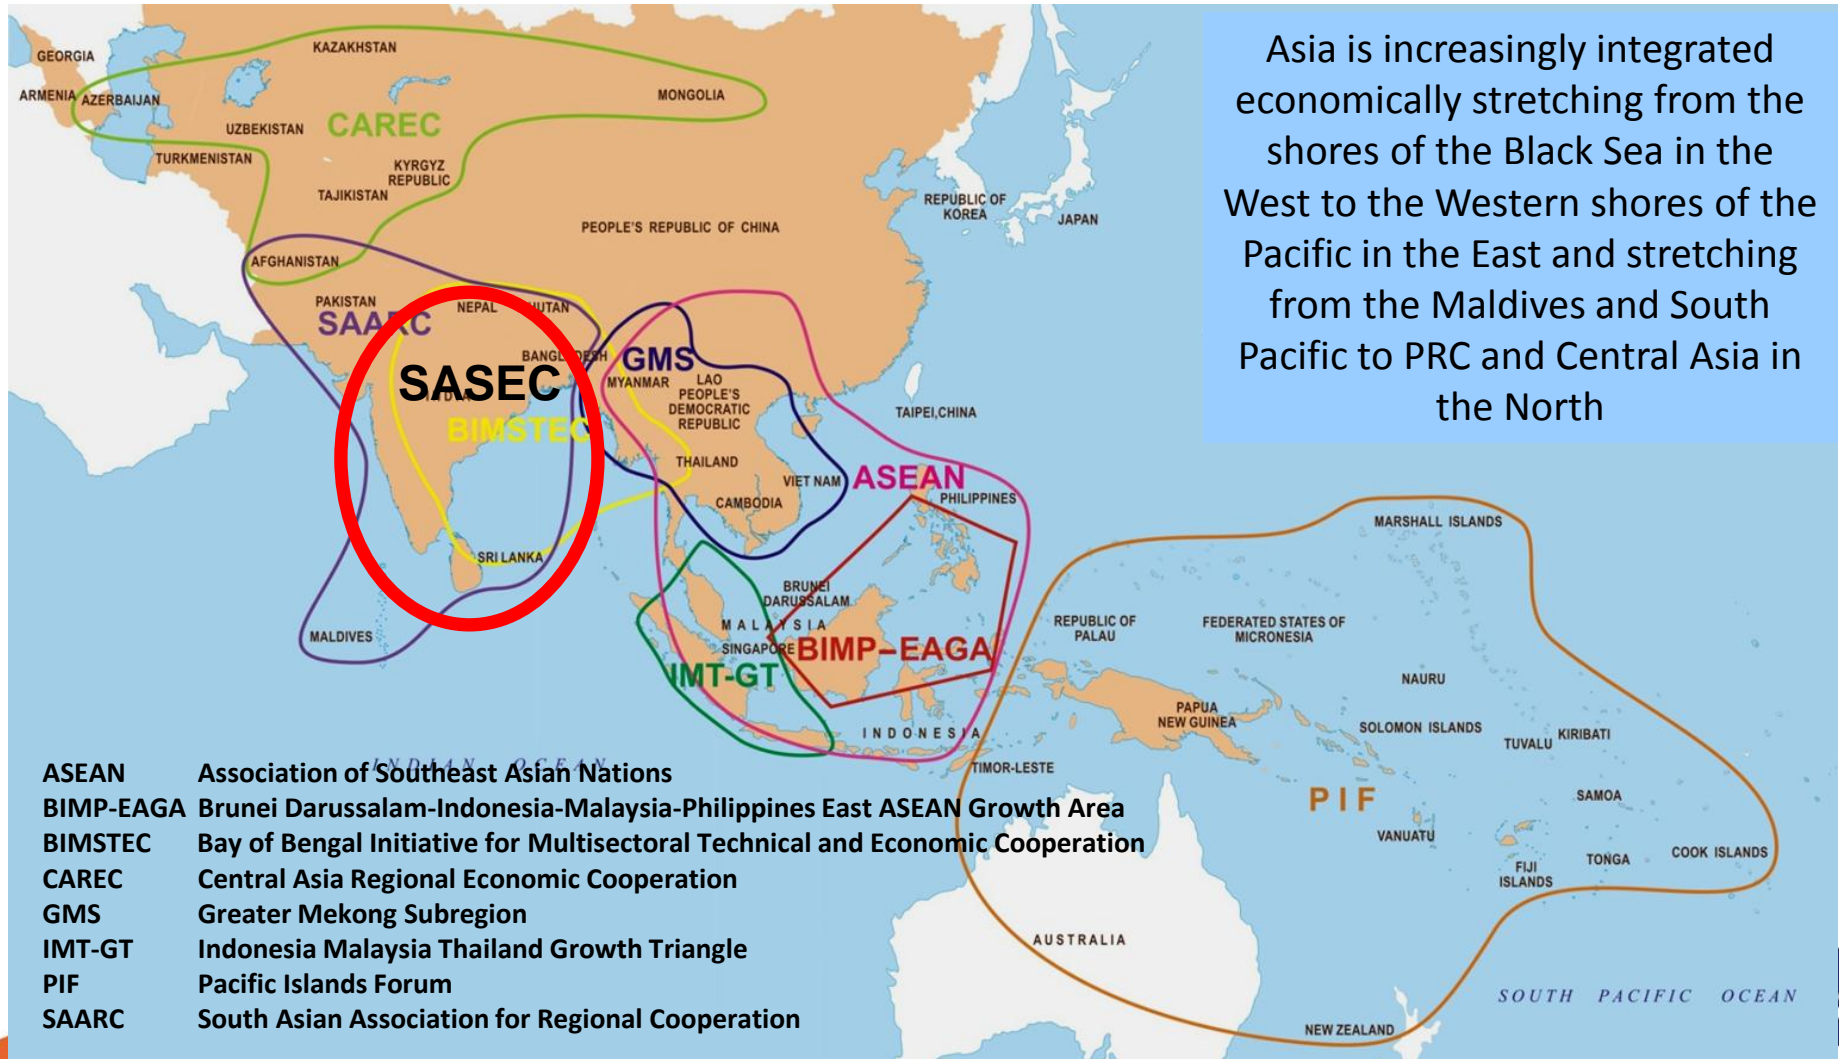 Asia is increasingly integrated
economically stretching from the
shores of the Black Sea in the
West to the Western shores of the
Pacific in the East and stretching
from the Maldives and South
Pacific to PRC and Central Asia in
the North
GEORGIA
KAZAKHSTAN
ARMENIA
AZERBAIJAN
MONGOLIA
UZBEKISTAN
CAREC
TURKMENISTAN
KYRGYZ
REPUBLIC
TAJIKISTAN
REPUBLIC OF
KOREA
JAPAN
PEOPLE'S REPUBLIC OF CHINA
AFGHANISTAN
PAKISTAN
SAARC
NEPAL
BHUTAN
BANGLADESH
GMS
SASEC
INDIA
MYANMAR
LAO
PEOPLE'S
DEMOCRATIC
REPUBLIC
TAIPEI,CHINA
BIMSTEC
THAILAND
VIET NAM
ASEAN
CAMBODIA
PHILIPPINES
MARSHALL ISLANDS
SRI LANKA
BRUNEI
DARUSSALAM
MALAYSIA
MALDIVES
SINGAPORE
BIMP–EAGA
IMT-GT
REPUBLIC OF
PALAU
FEDERATED STATES OF
MICRONESIA
NAURU
PAPUA
NEW GUINEA
SOLOMON ISLANDS
KIRIBATI
TUVALU
INDONESIA
TIMOR-LESTE
PIF
SAMOA
VANUATU
TONGA
COOK ISLANDS
FIJI
ISLANDS
AUSTRALIA
SOUTH PACIFIC OCEAN
NEW ZEALAND
INDIAN OCEAN
ASEAN Association of Southeast Asian Nations
BIMP-EAGA Brunei Darussalam-Indonesia-Malaysia-Philippines East ASEAN Growth Area
BIMSTEC Bay of Bengal Initiative for Multisectoral Technical and Economic Cooperation
CAREC Central Asia Regional Economic Cooperation
GMS Greater Mekong Subregion
IMT-GT Indonesia Malaysia Thailand Growth Triangle
PIF Pacific Islands Forum
SAARC South Asian Association for Regional Cooperation